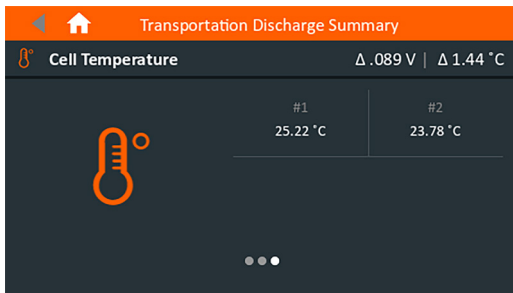 Transportation Discharge Summary
Cell Temperature Δ .089 V | Δ 1.44 ˚C
#1 #2
25.22 ˚C 23.78 ˚C